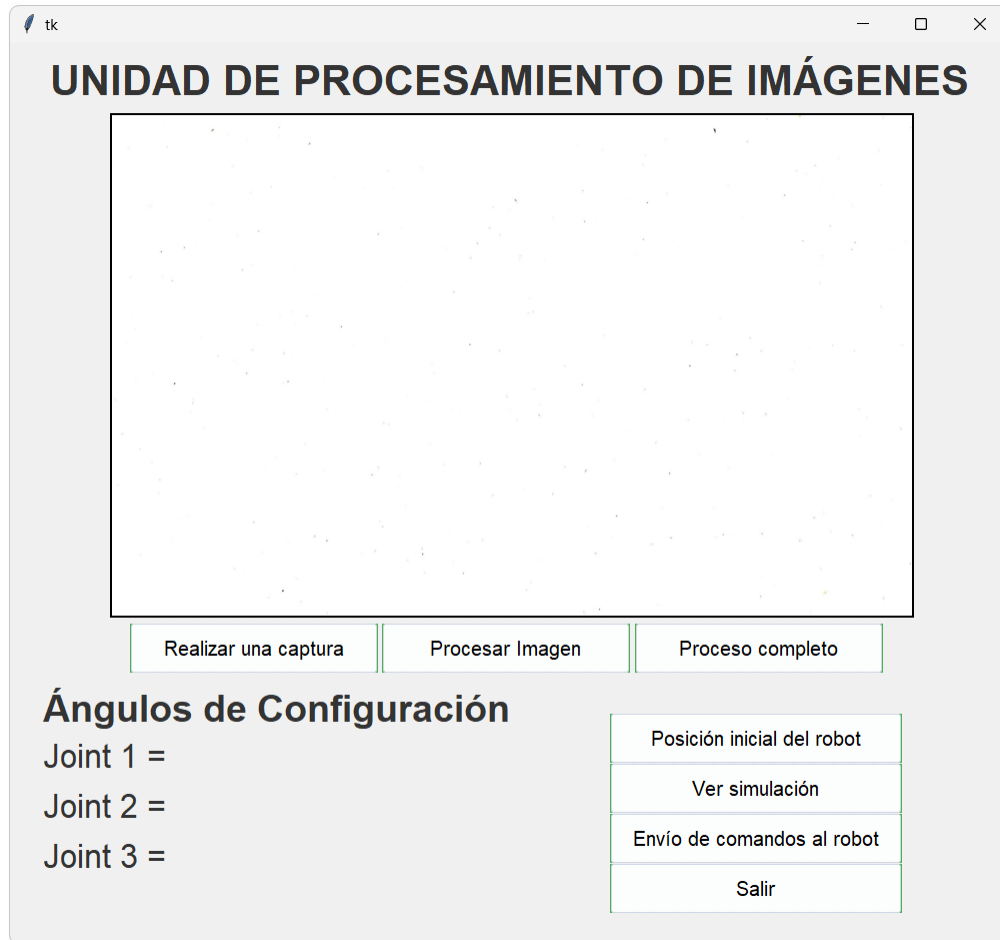 tk
UNIDAD DE PROCESAMIENTO DE IMÁGENES
Realizar una captura
Procesar Imagen
Proceso completo
Ángulos de Configuración
Joint 1 =
Joint 2 =
Joint 3 =
Posición inicial del robot
Ver simulación
Envío de comandos al robot
Salir